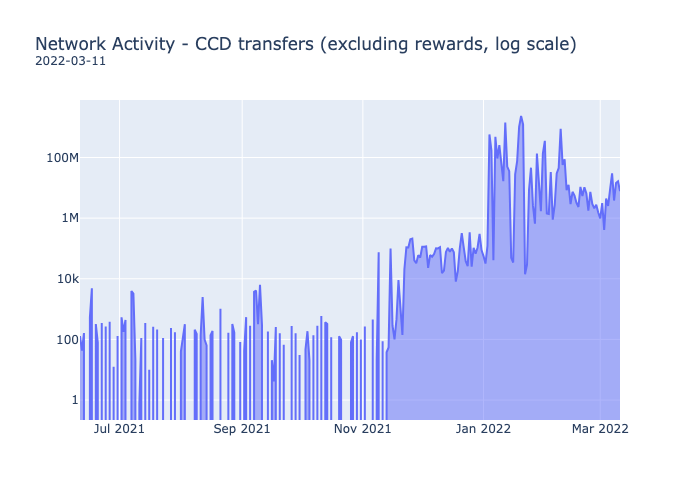 Network Activity - CCD transfers (excluding rewards, log scale)
2022-03-11
100M
1M
10k
100
1
Jul 2021
Sep 2021
Nov 2021
Jan 2022
Mar 2022